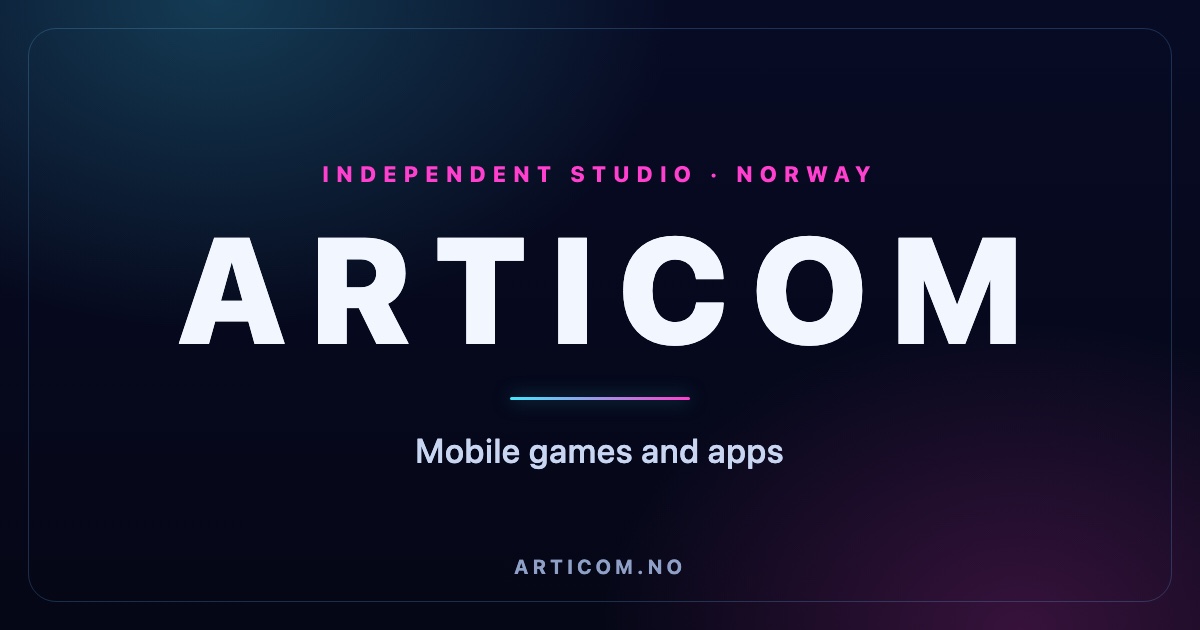 INDEPENDENT STUDIO · NORWAY
ARTICOM
Mobile games and apps
ARTICOM.NO